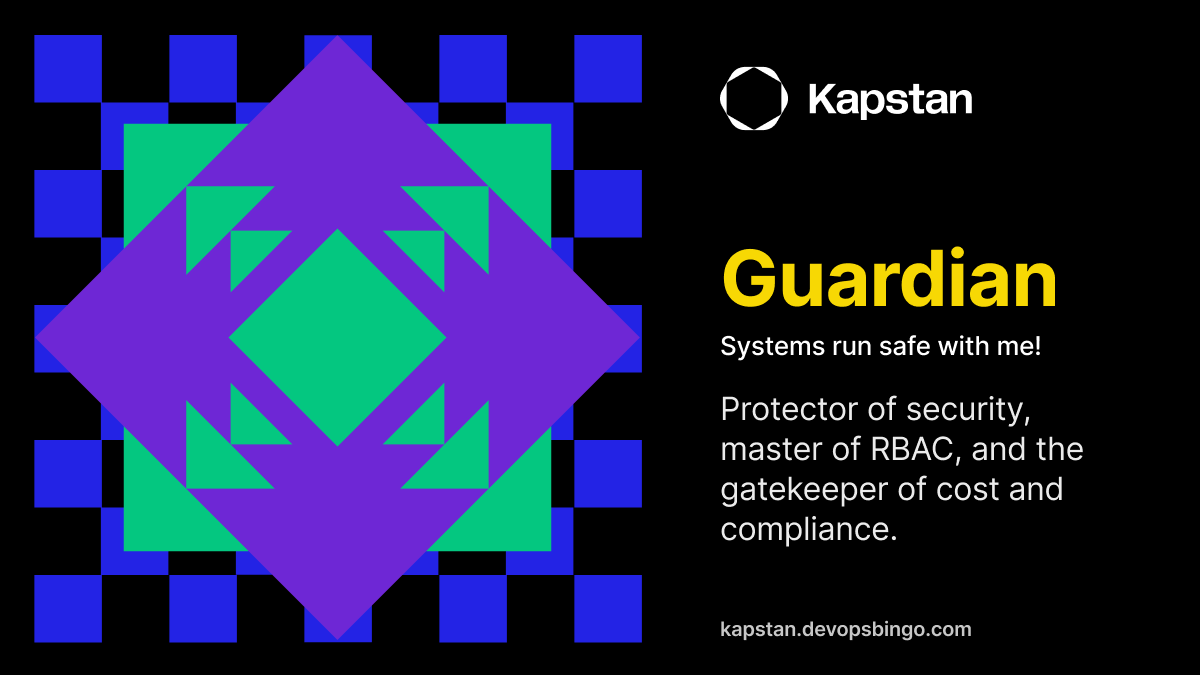 Kapstan
Guardian
Systems run safe with me!
Protector of security,
master of RBAC, and the
gatekeeper of cost and
compliance.
kapstan.devopsbingo.com